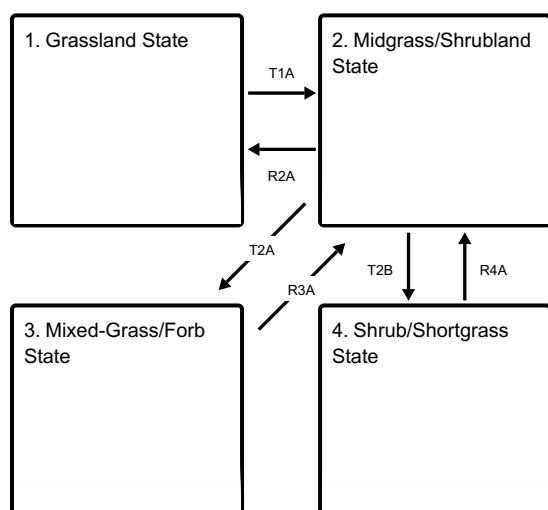 1. Grassland State
2. Midgrass/Shrubland
State
T1A
R2A
T2A
R3A
T2B
R4A
3. Mixed-Grass/Forb
State
4. Shrub/Shortgrass
State